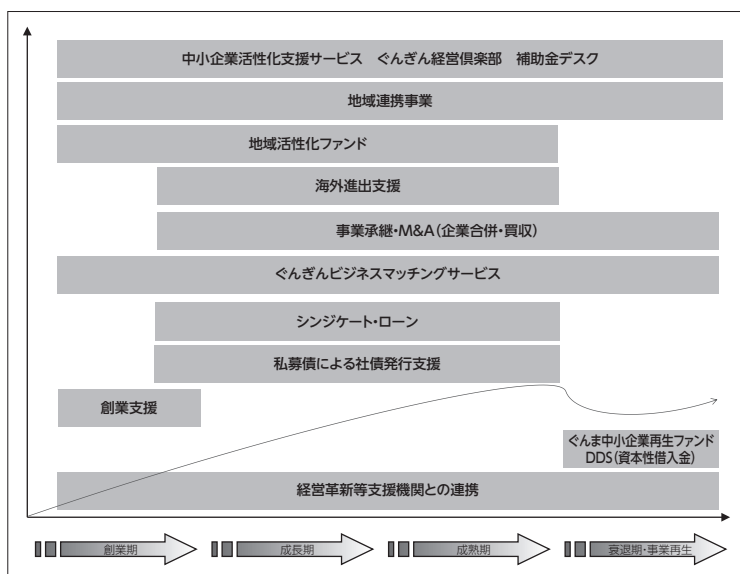 中小企業活性化支援サービス　ぐんぎん経営倶楽部　補助金デスク
地域連携事業
地域活性化ファンド
海外進出支援
事業承継・M&A（企業合併・買収）
ぐんぎんビジネスマッチングサービス
シンジケート・ローン
私募債による社債発行支援
創業支援
ぐんま中小企業再生ファンド
DDS（資本性借入金）
経営革新等支援機関との連携
創業期
成長期
成熟期
衰退期・事業再生